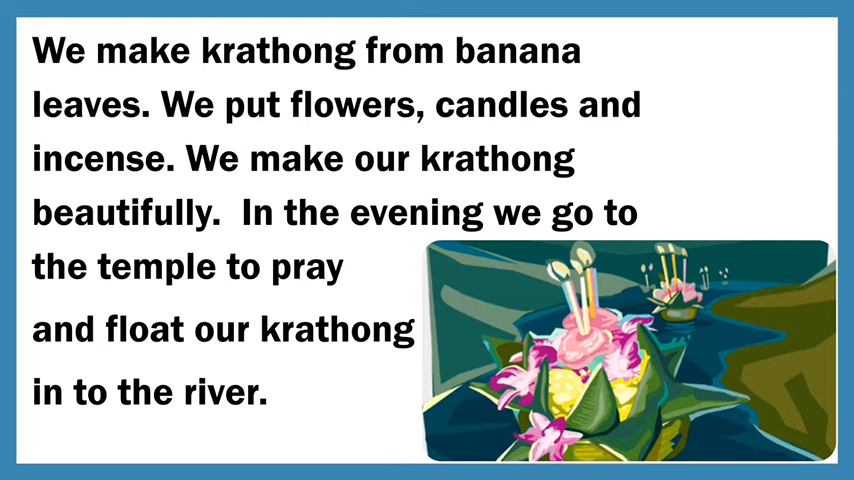 We make krathong from banana
leaves. We put flowers, candles and
incense. We make our krathong
beautifully.  In the evening we go to
the temple to pray
and float our krathong
in to the river.